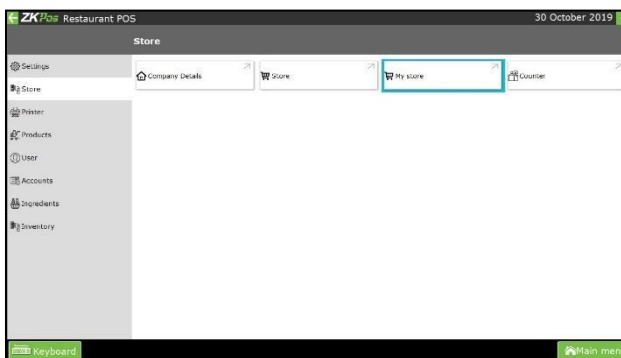 ZKPos Restaurant POS 30 October 2019
Store
Settings
Store
Printer
Products
User
Accounts
Ingredients
Inventory
Company Details
Store
My store
Counter
Keyboard
Main men